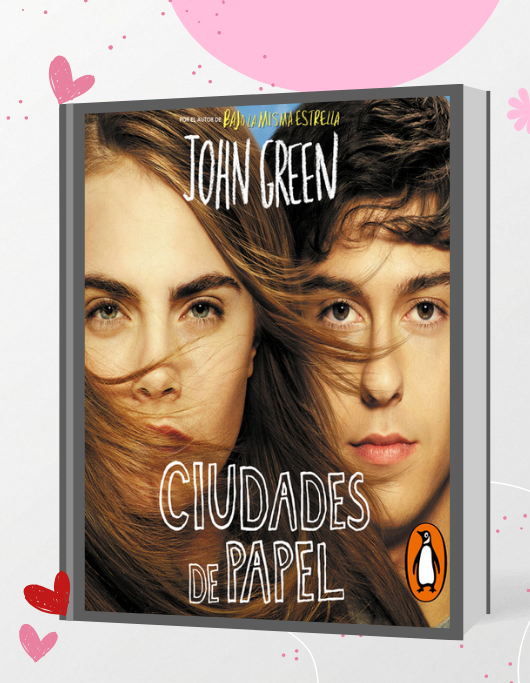 POR EL AUTOR DE BAJO LA MISMA ESTRELLA
JOHN GREEN
CIUDADES
DE PAPEL